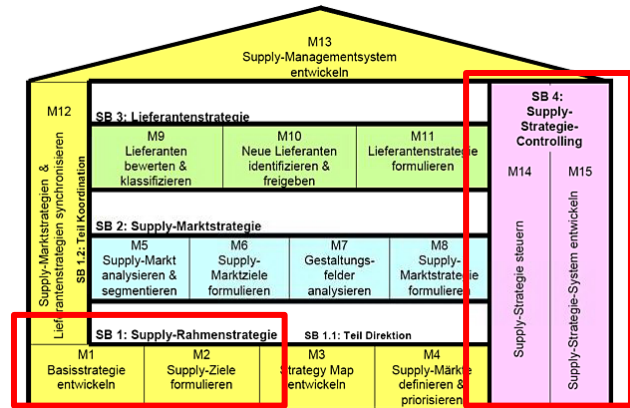 M13
Supply-Managementsystem
entwickeln
M12
Supply-Marktstrategien &
Lieferantenstrategien synchronisieren
SB 1.2: Teil Koordination
SB 3: Lieferantenstrategie
M9
Lieferanten
bewerten &
klassifizieren
M10
Neue Lieferanten
identifizieren &
freigeben
M11
Lieferantenstrategie
formulieren
SB 2: Supply-Marktstrategie
M5
Supply-Markt
analysieren &
segmentieren
M6
Supply-
Marktziele
formulieren
M7
Gestaltungs-
felder
analysieren
M8
Supply-
Marktstrategie
formulieren
SB 1: Supply-Rahmenstrategie
SB 1.1: Teil Direktion
M1
Basisstrategie
entwickeln
M2
Supply-Ziele
formulieren
M3
Strategy Map
entwickeln
M4
Supply-Märkte
definieren &
priorisieren
SB 4:
Supply-
Strategie-
Controlling
M14
Supply-Strategie steuern
M15
Supply-Strategie-System entwickeln